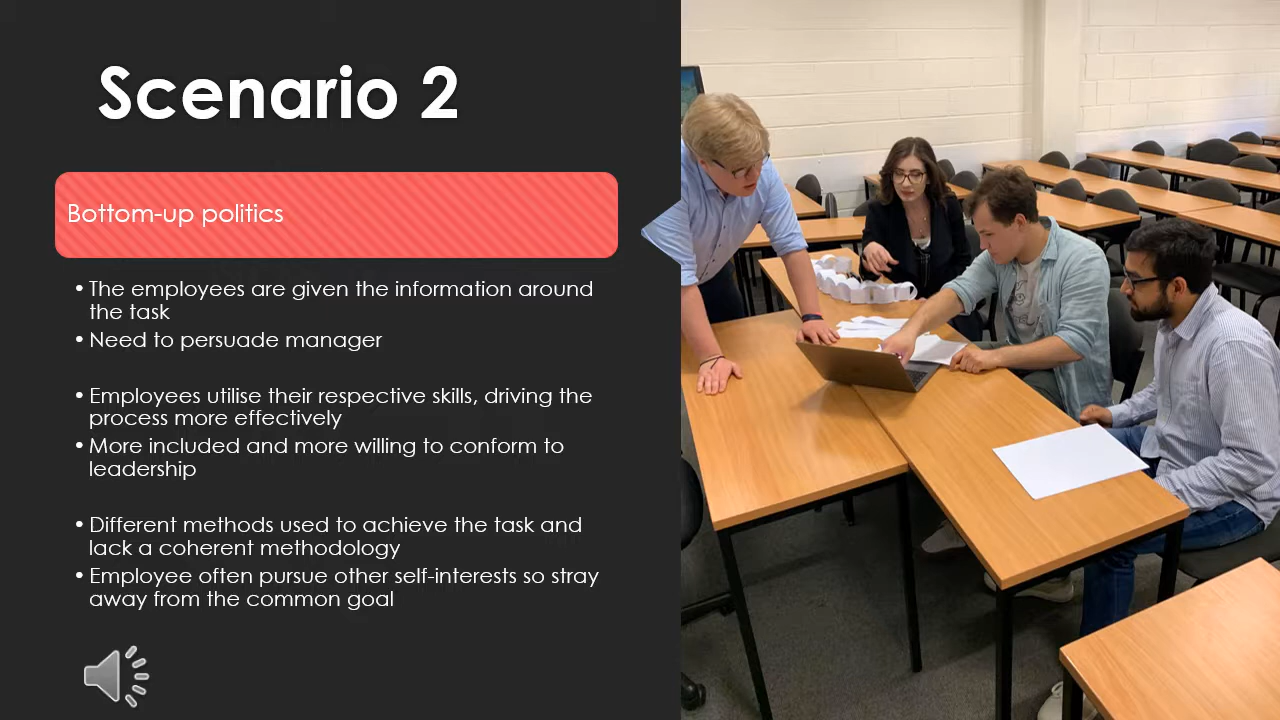 Scenario 2
Bottom-up politics
• The employees are given the information around
the task
• Need to persuade manager
• Employees utilise their respective skills, driving the
process more effectively
• More included and more willing to conform to
leadership
• Different methods used to achieve the task and
lack a coherent methodology
• Employee often pursue other self-interests so stray
away from the common goal